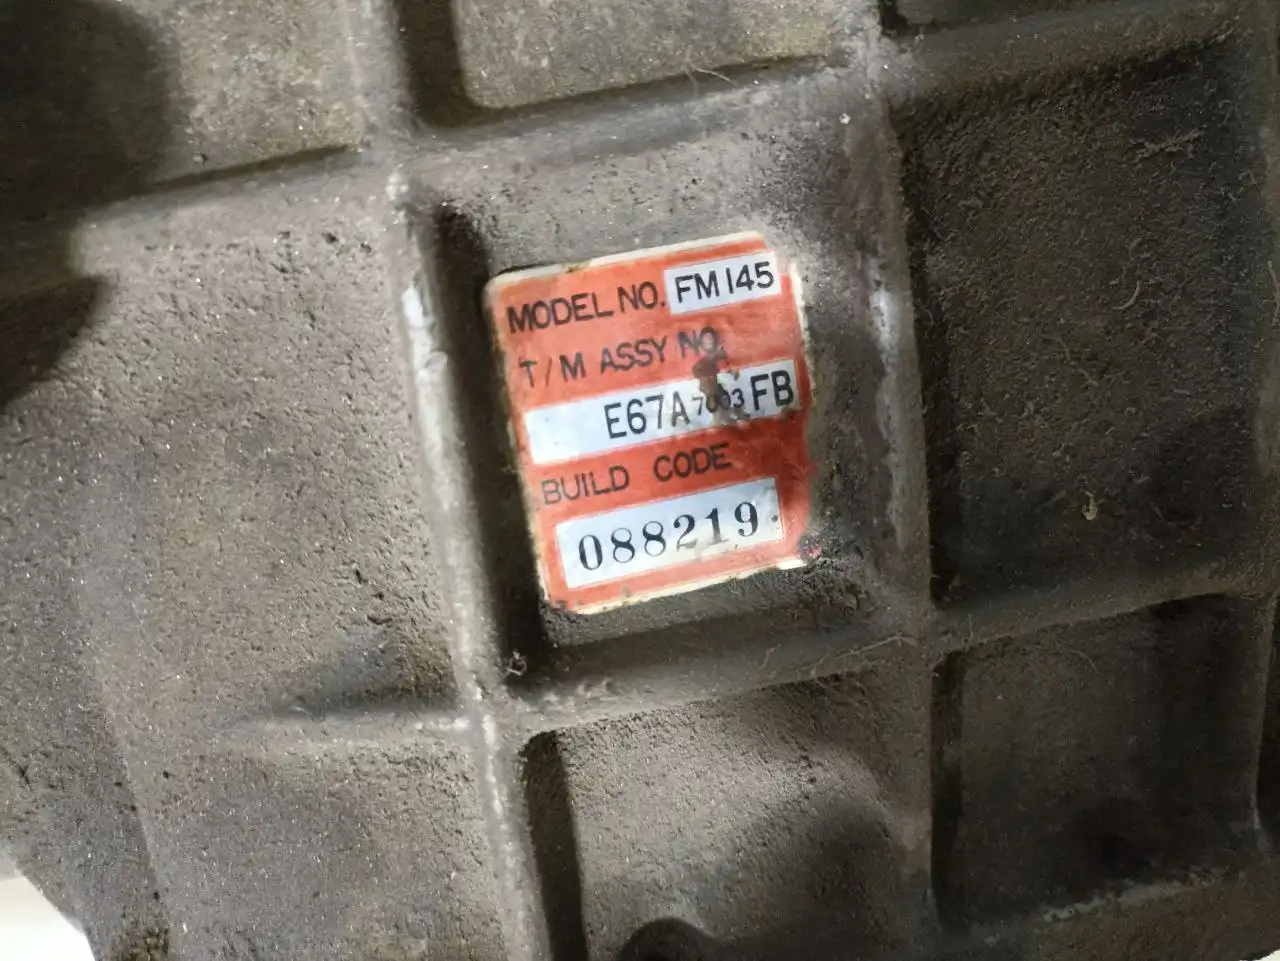 MODEL NO. FM145
T/M ASSY NO.
E67A 7003 FB
BUILD CODE
088219